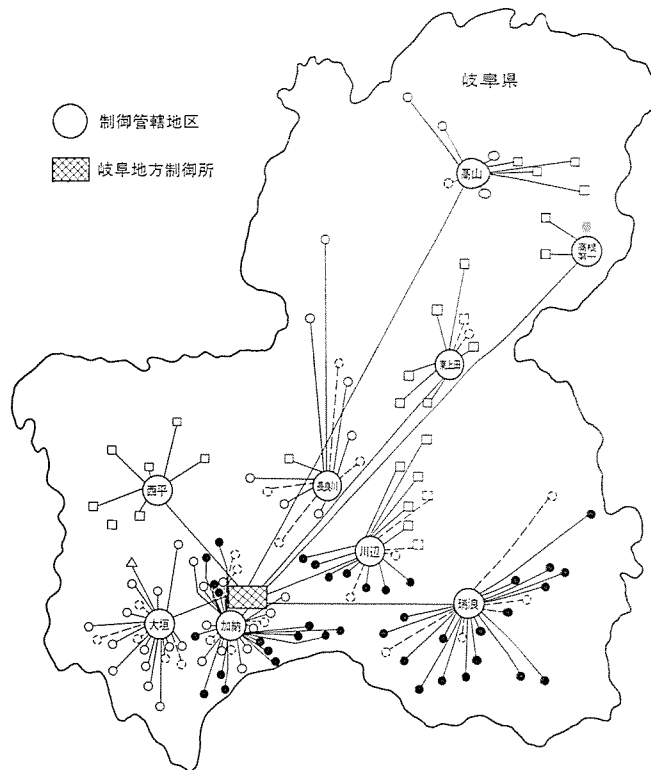 岐阜県
制御管轄地区
岐阜地方制御所
高山
高根
第一
東上田
西平
長良川
川辺
大垣
加納
瑞浪